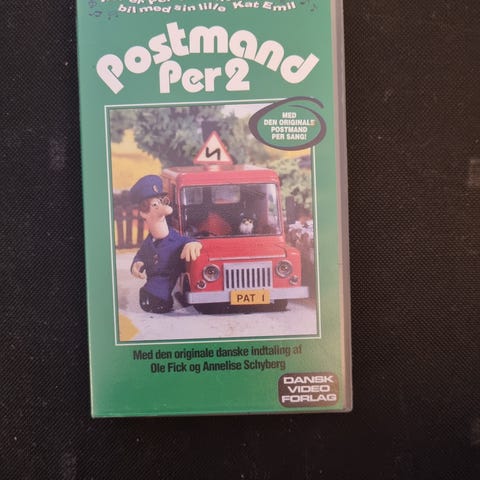 bil med sin lille Kat Emil
Postmand
Per 2
MED
DEN ORIGINALE
POSTMAND
PER SANG!
PAT 1
Med den originale danske indtaling af
Ole Fick og Annelise Schyberg
DANSK
VIDEO
FORLAG